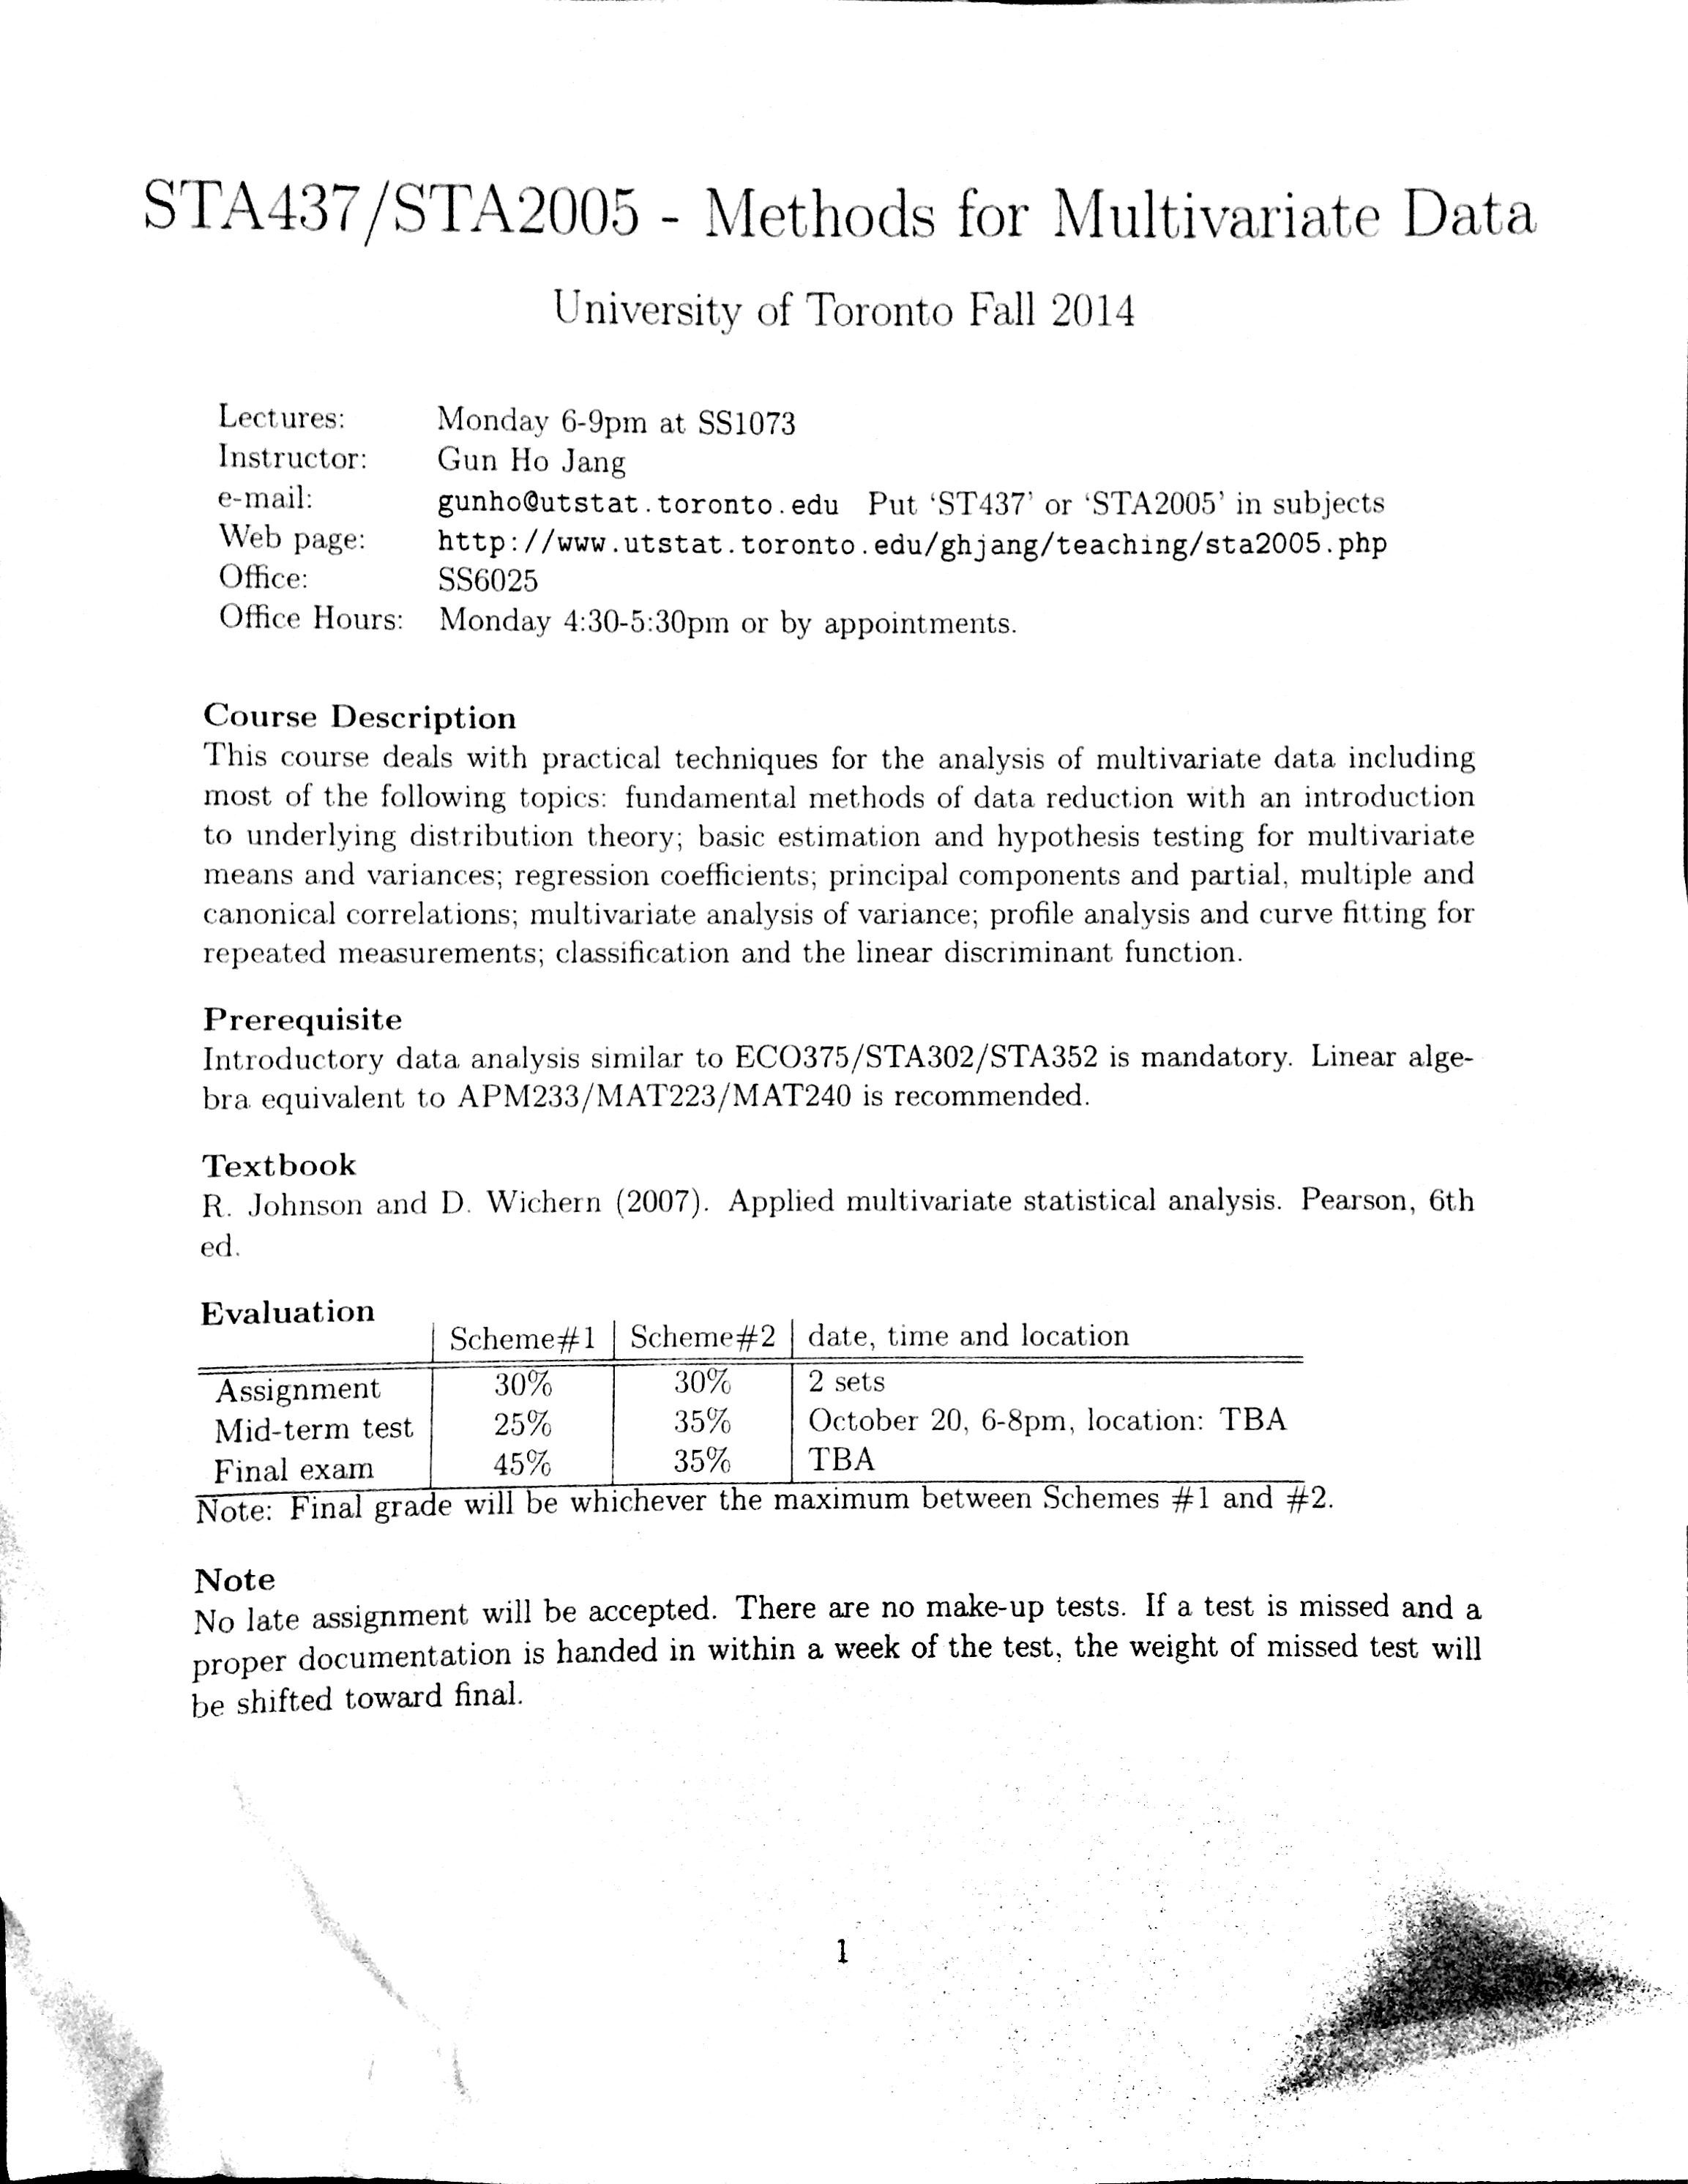 STA437/STA2005 - Methods for Multivariate Data
University of Toronto Fall 2014
Lectures: Monday 6-9pm at SS1073
Instructor: Gun Ho Jang
e-mail: gunho@utstat.toronto.edu Put ‘ST437’ or ‘STA2005’ in subjects
Web page: http://www.utstat.toronto.edu/ghjang/teaching/sta2005.php
Office: SS6025
Office Hours: Monday 4:30-5:30pm or by appointments.
Course Description
This course deals with practical techniques for the analysis of multivariate data including
most of the following topics: fundamental methods of data reduction with an introduction
to underlying distribution theory; basic estimation and hypothesis testing for multivariate
means and variances; regression coefficients; principal components and partial, multiple and
canonical correlations; multivariate analysis of variance; profile analysis and curve fitting for
repeated measurements; classification and the linear discriminant function.
Prerequisite
Introductory data analysis similar to ECO375/STA302/STA352 is mandatory. Linear alge-
bra equivalent to APM233/MAT223/MAT240 is recommended.
Textbook
R. Johnson and D. Wichern (2007). Applied multivariate statistical analysis. Pearson, 6th
ed.
Evaluation
Scheme#1 Scheme#2 date, time and location
Assignment 30% 30% 2 sets
Mid-term test 25% 35% October 20, 6-8pm, location: TBA
Final exam 45% 35% TBA
Note: Final grade will be whichever the maximum between Schemes #1 and #2.
Note
No late assignment will be accepted. There are no make-up tests. If a test is missed and a
proper documentation is handed in within a week of the test, the weight of missed test will
be shifted toward final.
1